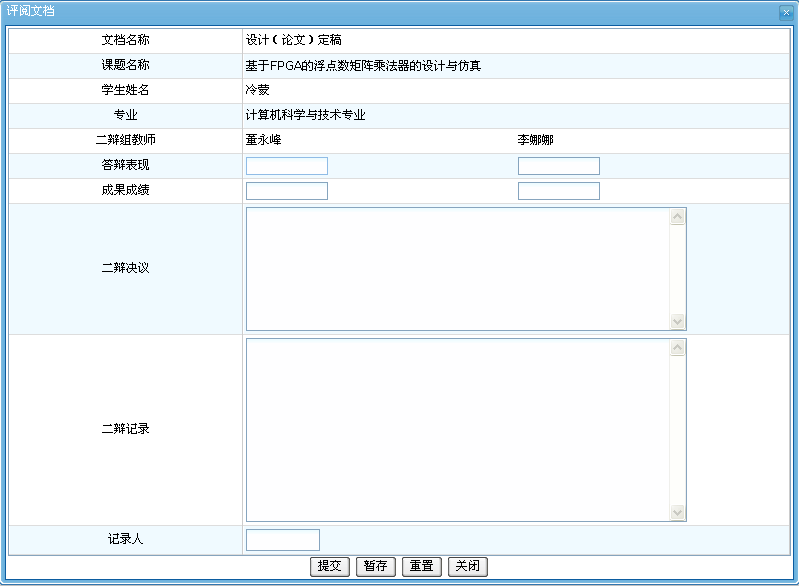 评阅文档
文档名称 设计（论文）定稿
课题名称 基于FPGA的浮点数矩阵乘法器的设计与仿真
学生姓名 冷蒙
专业 计算机科学与技术专业
二辩组教师 董永峰 李娜娜
答辩表现
成果成绩
二辩决议
二辩记录
记录人
提交 暂存 重置 关闭